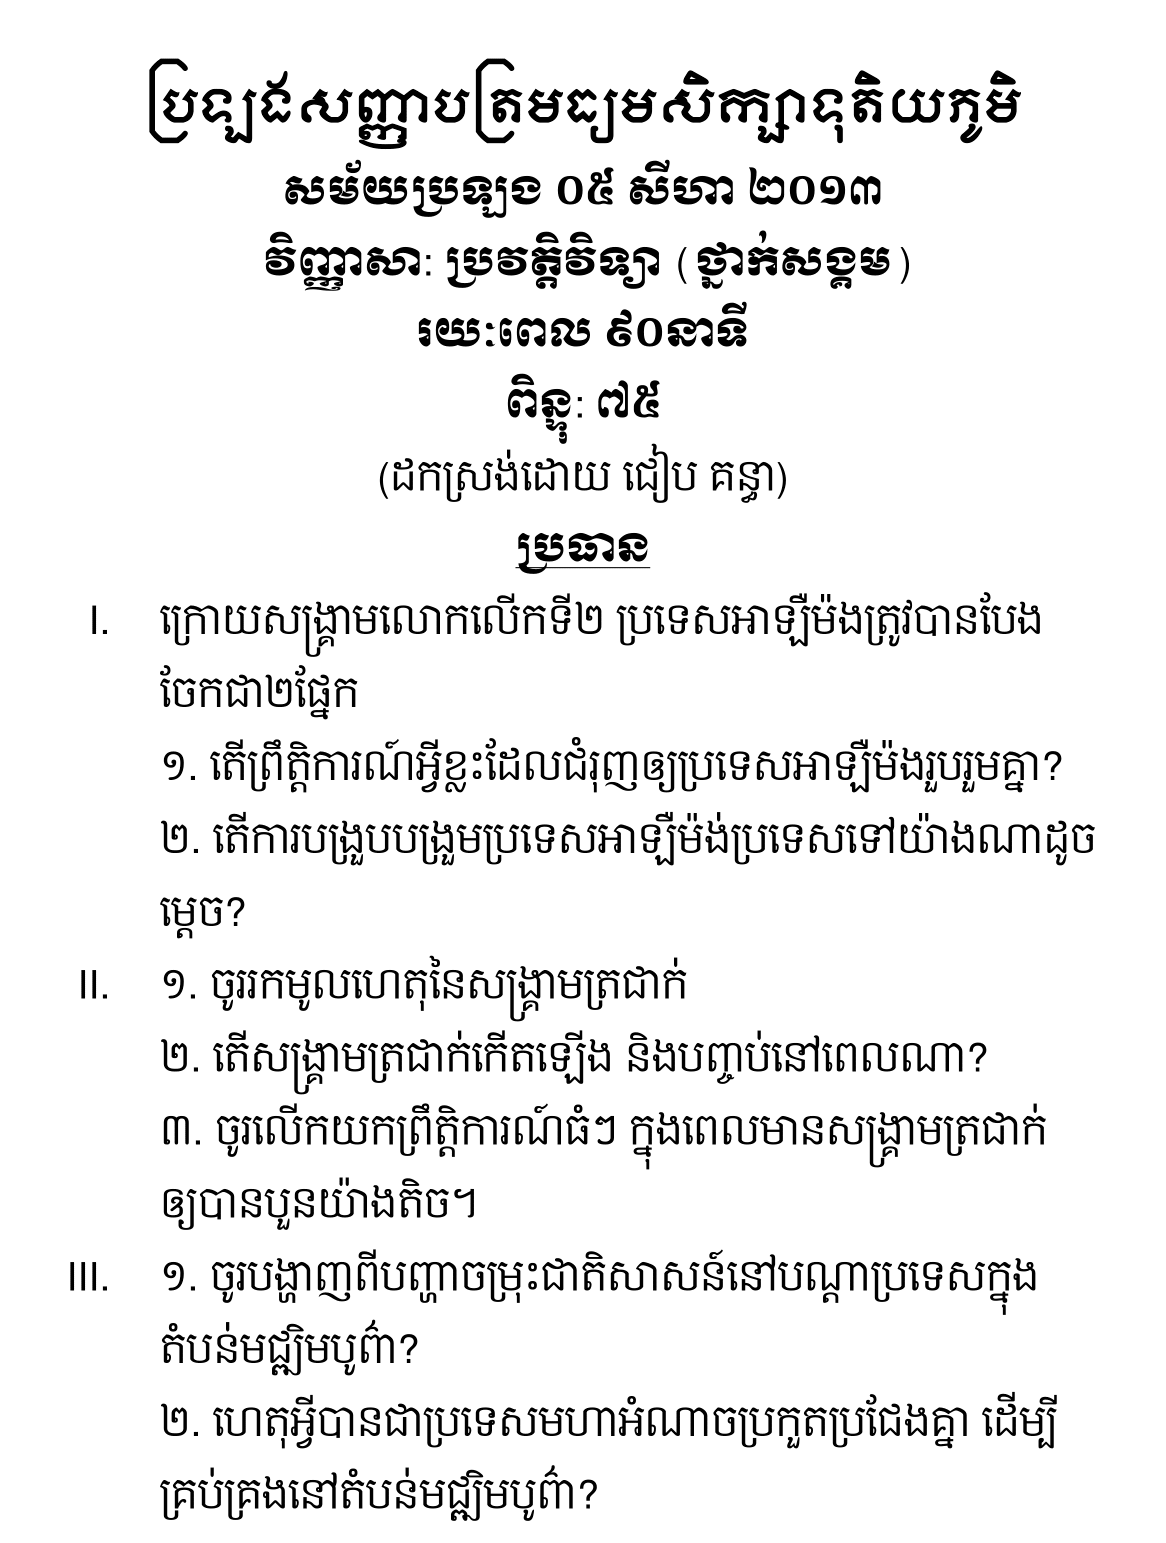 ប្រឡងសញ្ញាបត្រមធ្យមសិក្សាទុតិយភូមិ
សម័យប្រឡង ០៥ សីហា ២០១៣
វិញ្ញាសា: ប្រវត្តិវិទ្យា (ថ្នាក់សង្គម)
រយៈពេល ៩០នាទី
ពិន្ទុ: ៧៥
(ដកស្រង់ដោយ ជៀប គន្ធា)
ប្រធាន
I. ក្រោយសង្គ្រាមលោកលើកទី២ ប្រទេសអាឡឺម៉ងត្រូវបានបែង
ចែកជា២ផ្នែក
១. តើព្រឹត្តិការណ៍អ្វីខ្លះដែលជំរុញឲ្យប្រទេសអាឡឺម៉ងរួបរួមគ្នា?
២. តើការបង្រួបបង្រួមប្រទេសអាឡឺម៉ង់ប្រទេសទៅយ៉ាងណាដូច
ម្តេច?
II. ១. ចូររកមូលហេតុនៃសង្គ្រាមត្រជាក់
២. តើសង្គ្រាមត្រជាក់កើតឡើង និងបញ្ចប់នៅពេលណា?
៣. ចូរលើកយកព្រឹត្តិការណ៍ធំៗ ក្នុងពេលមានសង្គ្រាមត្រជាក់
ឲ្យបានបួនយ៉ាងតិច។
III. ១. ចូរបង្ហាញពីបញ្ហាចម្រុះជាតិសាសន៍នៅបណ្តាប្រទេសក្នុង
តំបន់មជ្ឈិមបូព៌ា?
២. ហេតុអ្វីបានជាប្រទេសមហាអំណាចប្រកួតប្រជែងគ្នា ដើម្បី
គ្រប់គ្រងនៅតំបន់មជ្ឈិមបូព៌ា?